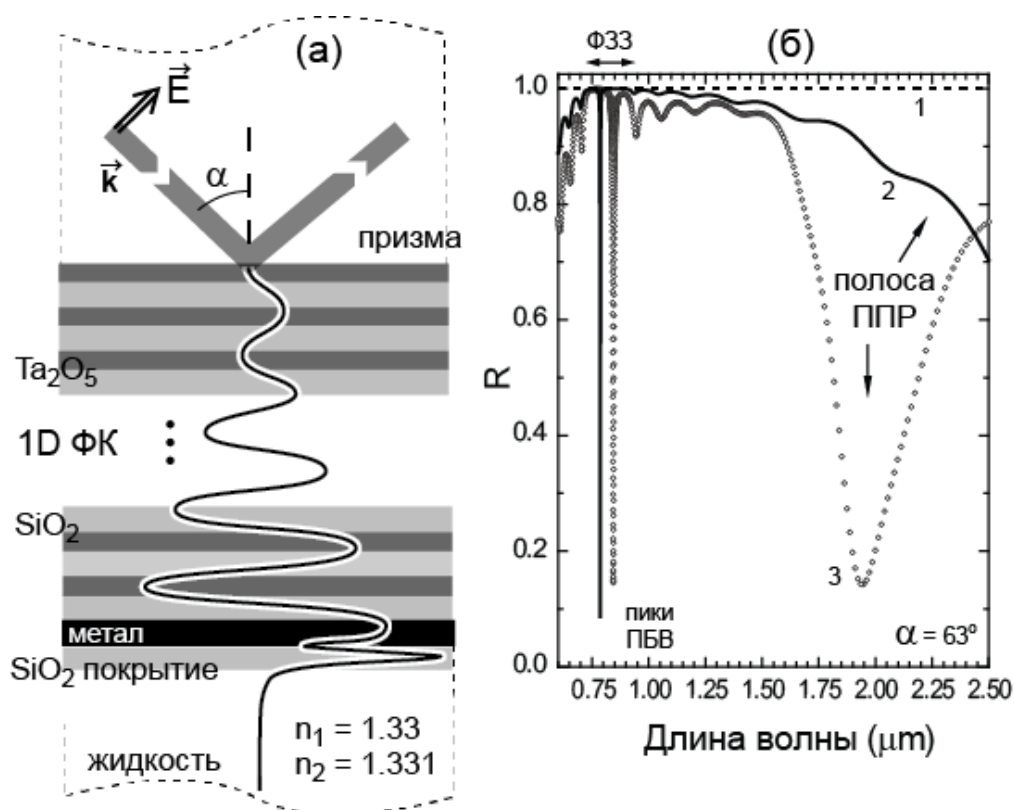 (а)
E
k
α
призма
Ta2O5
1D ФК
SiO2
метал
SiO2 покрытие
n1 = 1.33
n2 = 1.331
жидкость
(б)
ФЗЗ
R
1.0
0.8
0.6
0.4
0.2
0.0
1
2
3
полоса
ППР
пики
ПБВ
α = 63º
0.75 1.00 1.25 1.50 1.75 2.00 2.25 2.50
Длина волны (μm)